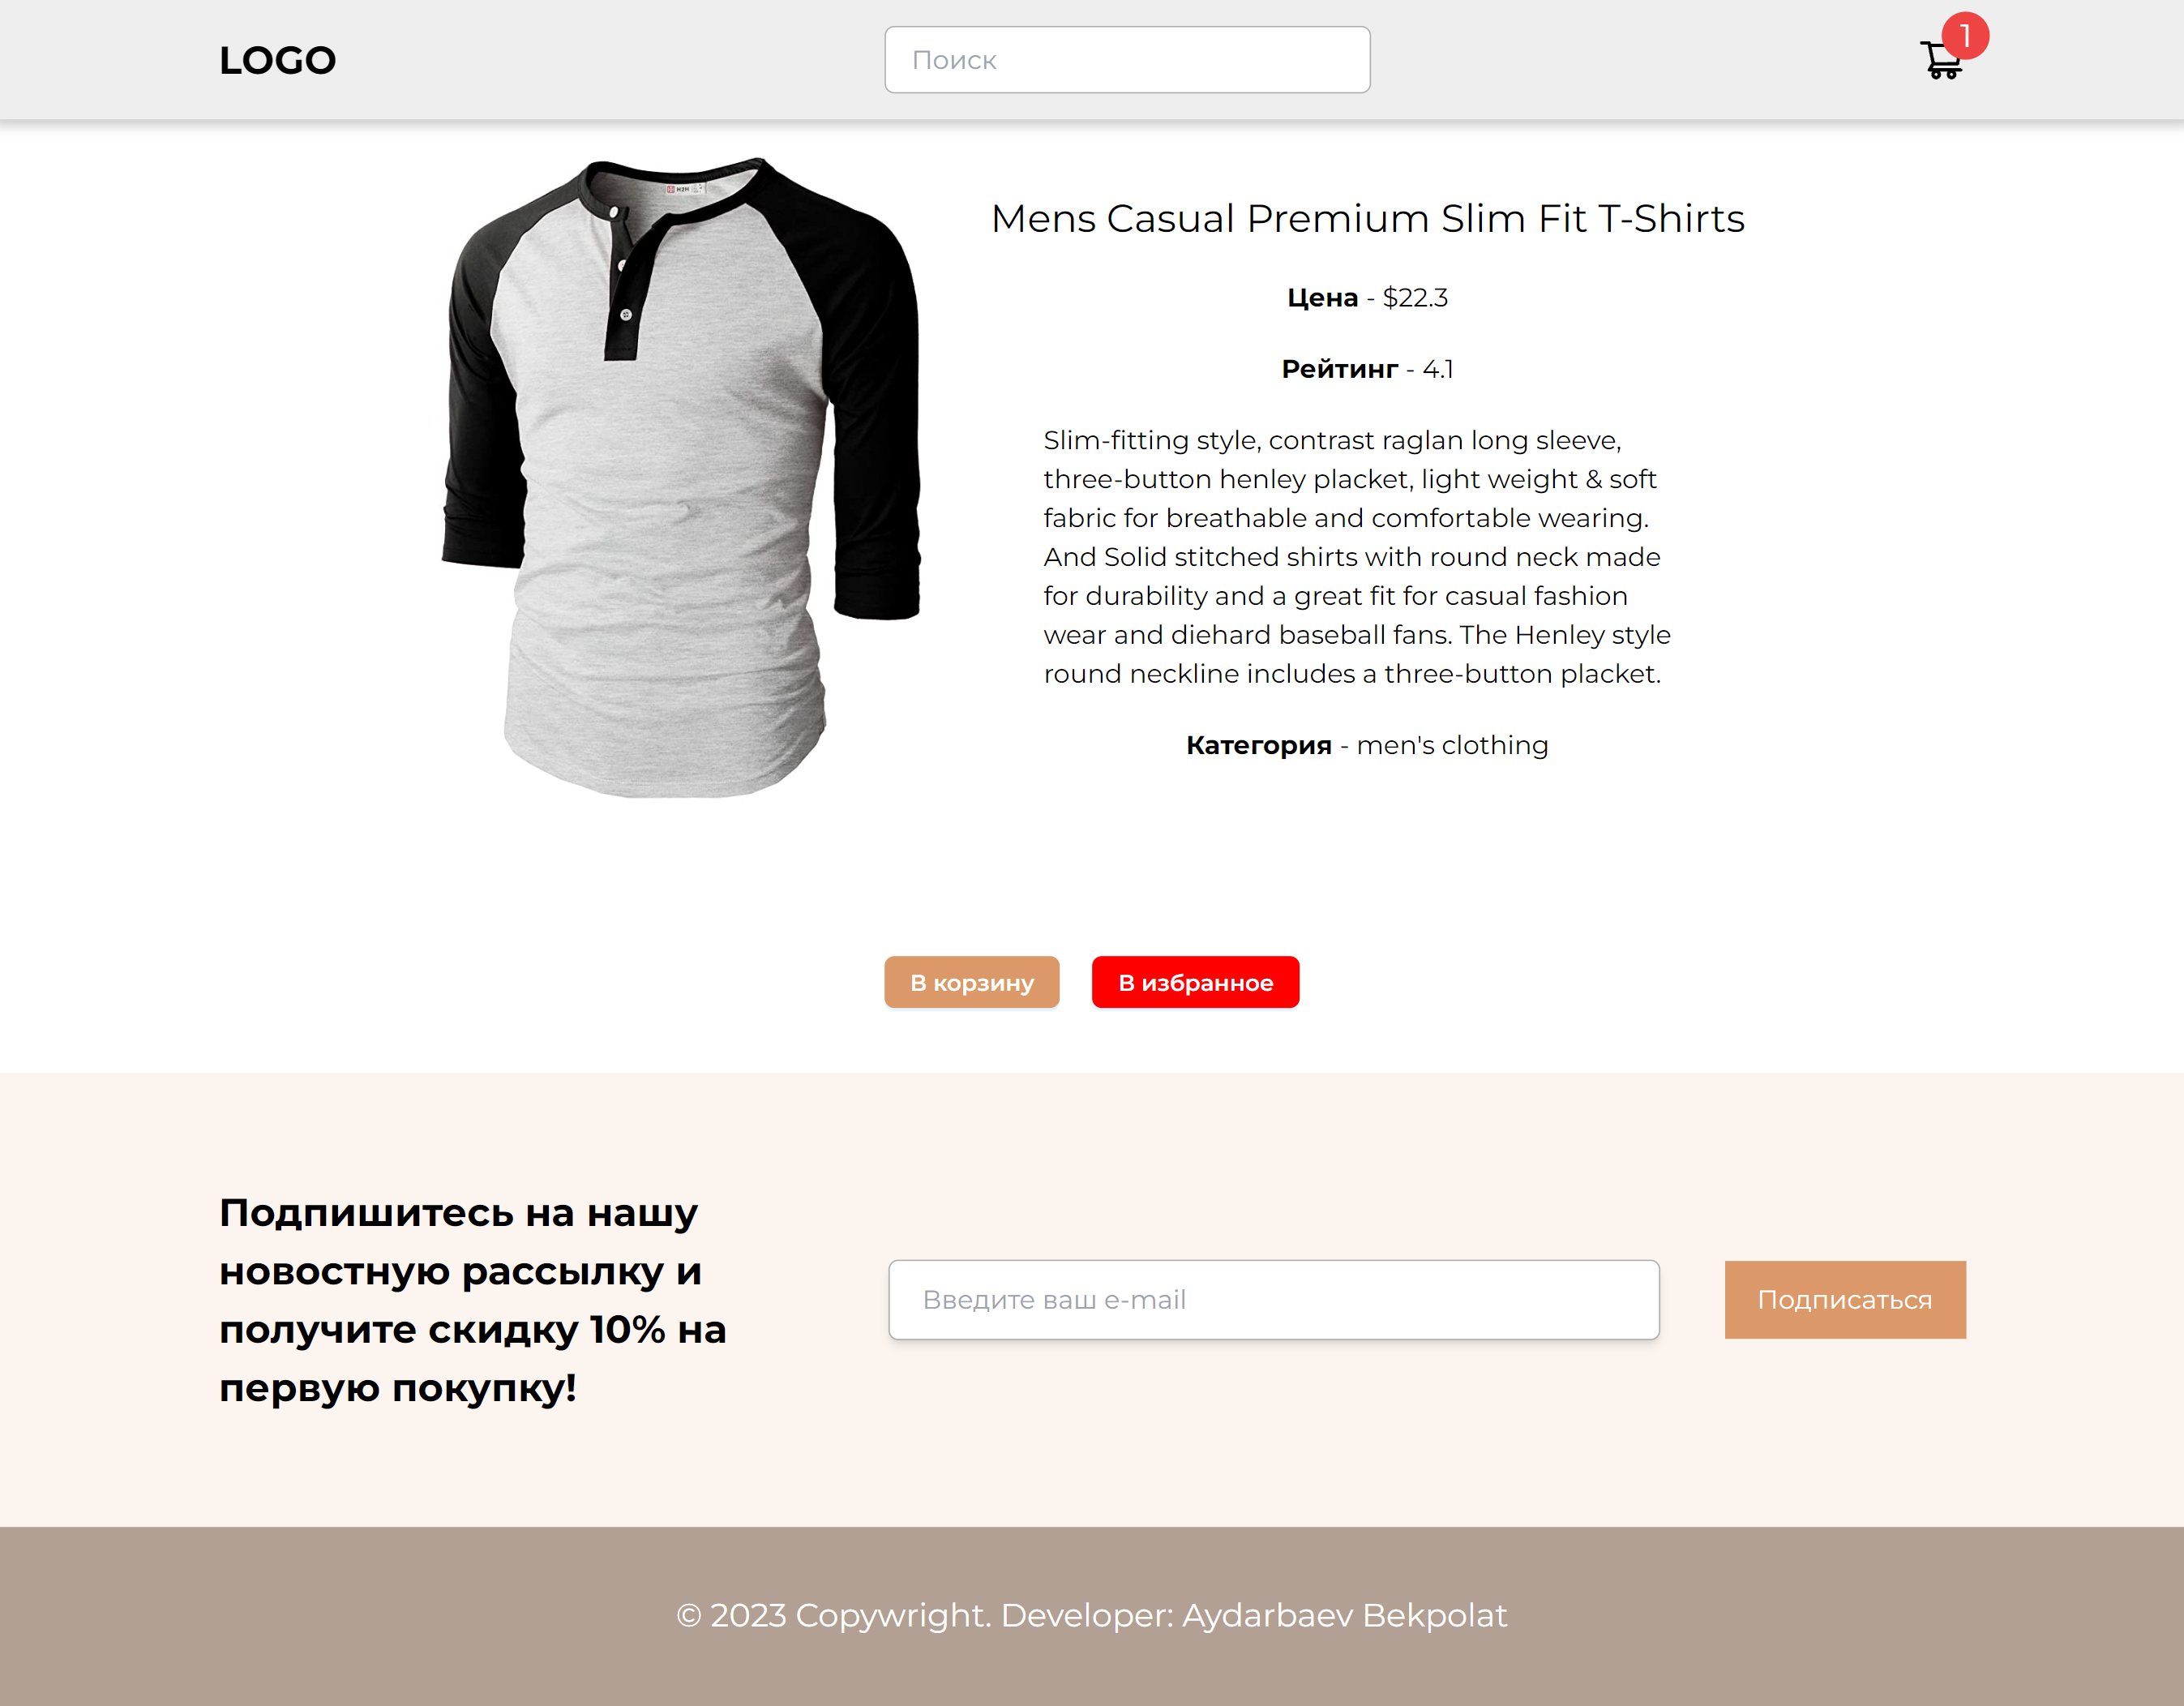 LOGO
Поиск
1
H2H
Mens Casual Premium Slim Fit T-Shirts
Цена - $22.3
Рейтинг - 4.1
Slim-fitting style, contrast raglan long sleeve,
three-button henley placket, light weight & soft
fabric for breathable and comfortable wearing.
And Solid stitched shirts with round neck made
for durability and a great fit for casual fashion
wear and diehard baseball fans. The Henley style
round neckline includes a three-button placket.
Категория - men's clothing
В корзину
В избранное
Подпишитесь на нашу
новостную рассылку и
получите скидку 10% на
первую покупку!
Введите ваш e-mail
Подписаться
© 2023 Copywright. Developer: Aydarbaev Bekpolat